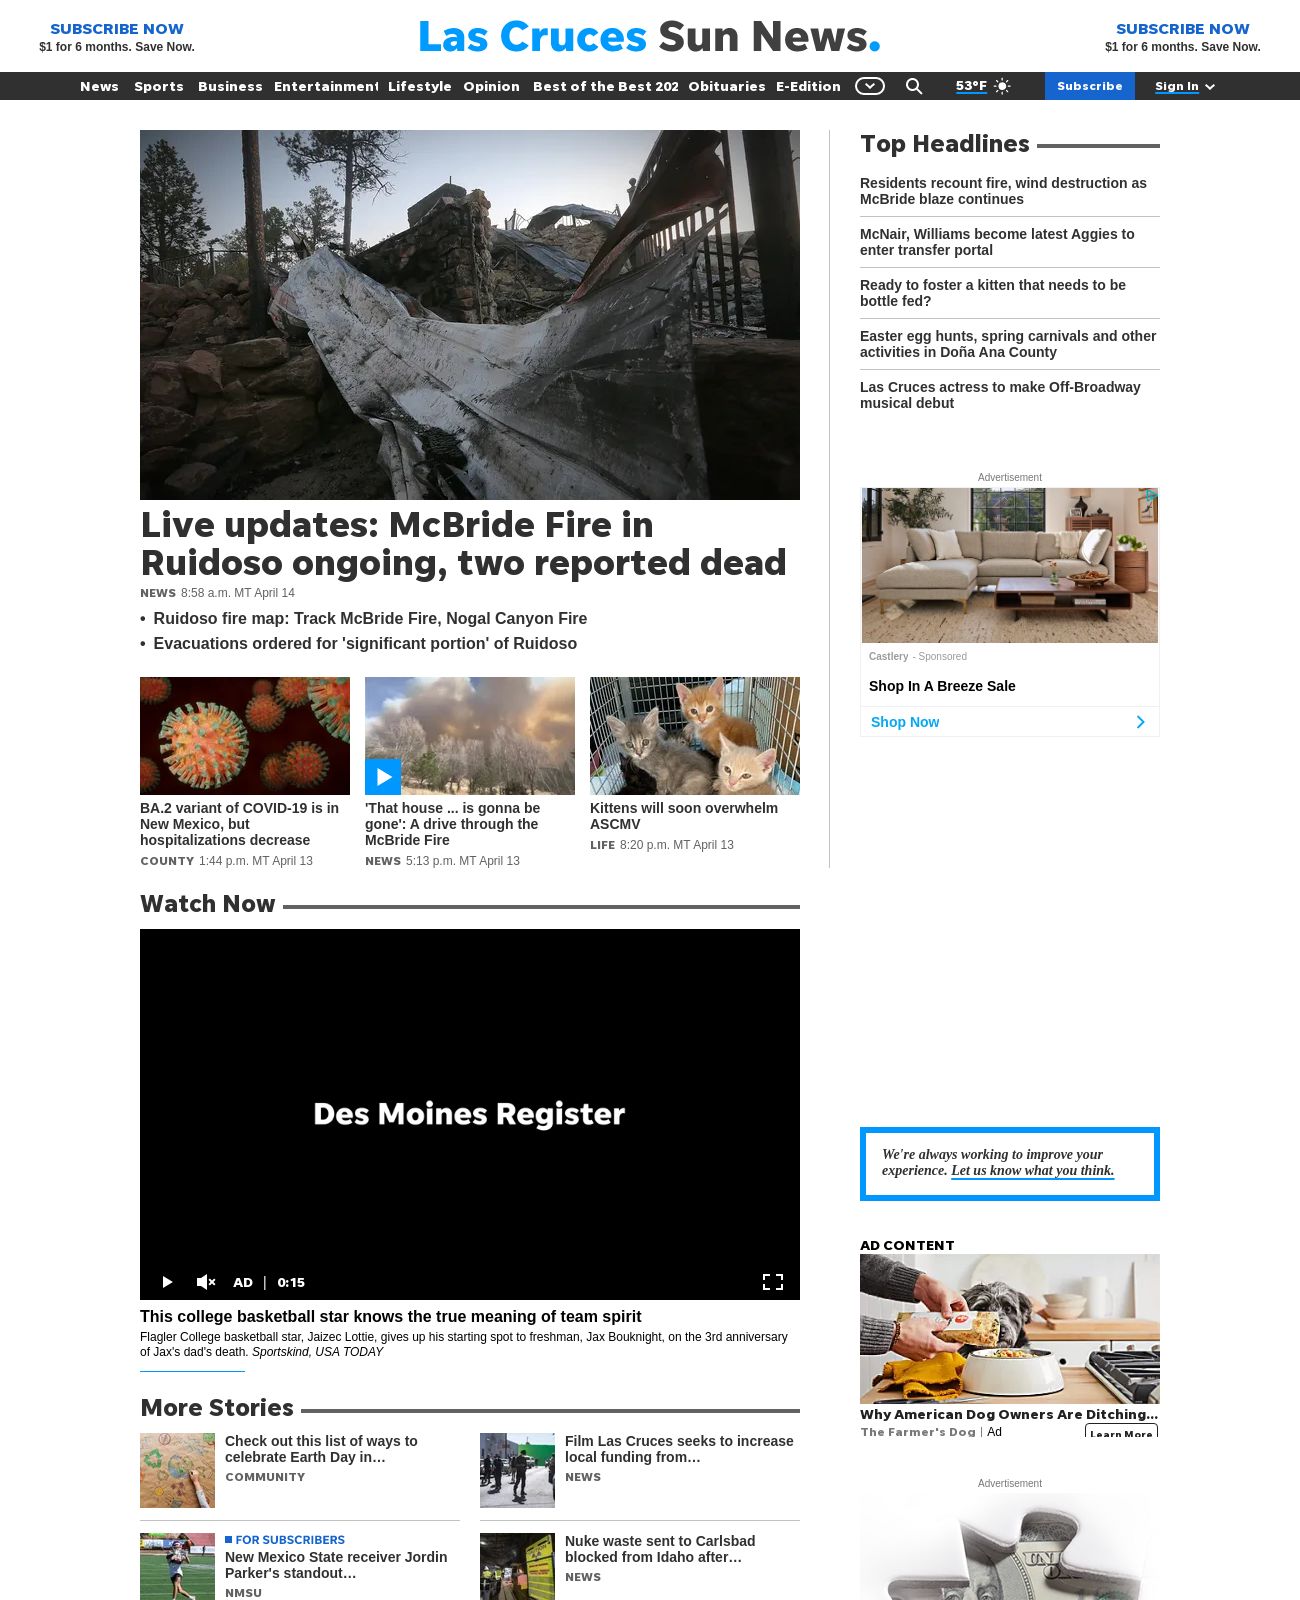 SUBSCRIBE NOW
$1 for 6 months. Save Now.
Las Cruces Sun News.
SUBSCRIBE NOW
$1 for 6 months. Save Now.
News Sports Business Entertainment Lifestyle Opinion Best of the Best 202 Obituaries E-Edition 53°F Subscribe Sign In
Live updates: McBride Fire in
Ruidoso ongoing, two reported dead
NEWS 8:58 a.m. MT April 14
• Ruidoso fire map: Track McBride Fire, Nogal Canyon Fire
• Evacuations ordered for 'significant portion' of Ruidoso
BA.2 variant of COVID-19 is in
New Mexico, but
hospitalizations decrease
COUNTY 1:44 p.m. MT April 13
'That house ... is gonna be
gone': A drive through the
McBride Fire
NEWS 5:13 p.m. MT April 13
Kittens will soon overwhelm
ASCMV
LIFE 8:20 p.m. MT April 13
Top Headlines
Residents recount fire, wind destruction as
McBride blaze continues
McNair, Williams become latest Aggies to
enter transfer portal
Ready to foster a kitten that needs to be
bottle fed?
Easter egg hunts, spring carnivals and other
activities in Doña Ana County
Las Cruces actress to make Off-Broadway
musical debut
Advertisement
Castlery - Sponsored
Shop In A Breeze Sale
Shop Now
Watch Now
Des Moines Register
AD | 0:15
This college basketball star knows the true meaning of team spirit
Flagler College basketball star, Jaizec Lottie, gives up his starting spot to freshman, Jax Bouknight, on the 3rd anniversary
of Jax's dad's death. Sportskind, USA TODAY
We're always working to improve your
experience. Let us know what you think.
AD CONTENT
Why American Dog Owners Are Ditching...
The Farmer's Dog | Ad
Learn More
Advertisement
More Stories
Check out this list of ways to
celebrate Earth Day in…
COMMUNITY
Film Las Cruces seeks to increase
local funding from…
NEWS
FOR SUBSCRIBERS
New Mexico State receiver Jordin
Parker's standout…
NMSU
Nuke waste sent to Carlsbad
blocked from Idaho after…
NEWS